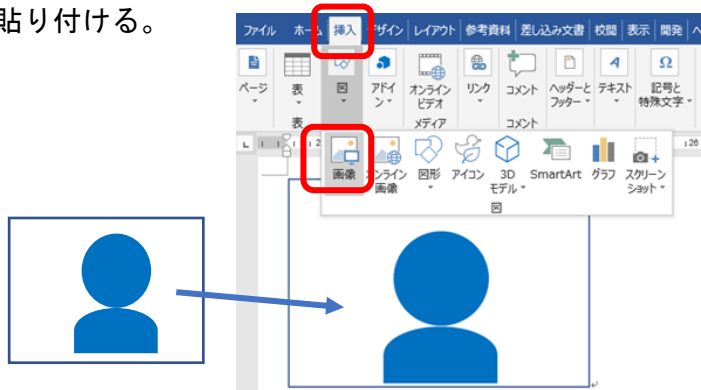 貼り付ける。
ファイル ホーム 挿入 デザイン レイアウト 参考資料 差し込み文書 校閲 表示 開発
ページ 表 図 アドイン オンライン ビデオ リンク コメント ヘッダーと フッター テキスト 記号と 特殊文字
表 メディア コメント
画像 オンライン 画像 図形 アイコン 3D モデル SmartArt グラフ スクリーン ショット
図